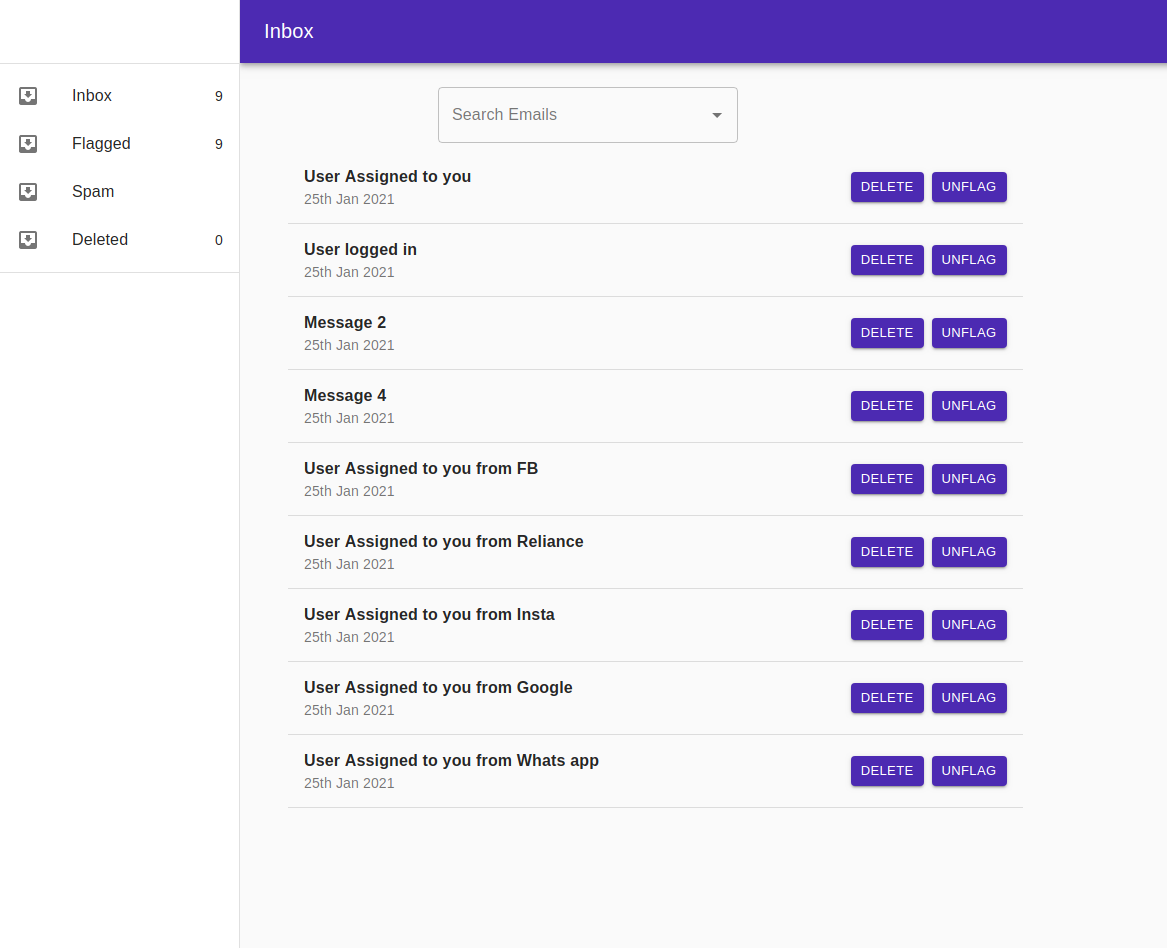 Inbox
Inbox 9
Flagged 9
Spam
Deleted 0
Search Emails
User Assigned to you
25th Jan 2021
DELETE UNFLAG
User logged in
25th Jan 2021
DELETE UNFLAG
Message 2
25th Jan 2021
DELETE UNFLAG
Message 4
25th Jan 2021
DELETE UNFLAG
User Assigned to you from FB
25th Jan 2021
DELETE UNFLAG
User Assigned to you from Reliance
25th Jan 2021
DELETE UNFLAG
User Assigned to you from Insta
25th Jan 2021
DELETE UNFLAG
User Assigned to you from Google
25th Jan 2021
DELETE UNFLAG
User Assigned to you from Whats app
25th Jan 2021
DELETE UNFLAG